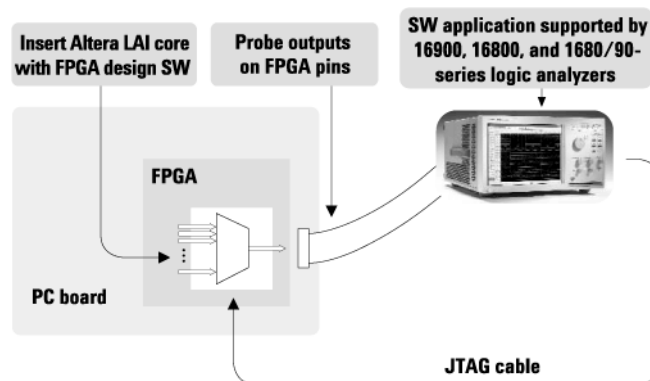 Insert Altera LAI core
with FPGA design SW
Probe outputs
on FPGA pins
SW application supported by
16900, 16800, and 1680/90-
series logic analyzers
FPGA
PC board
JTAG cable